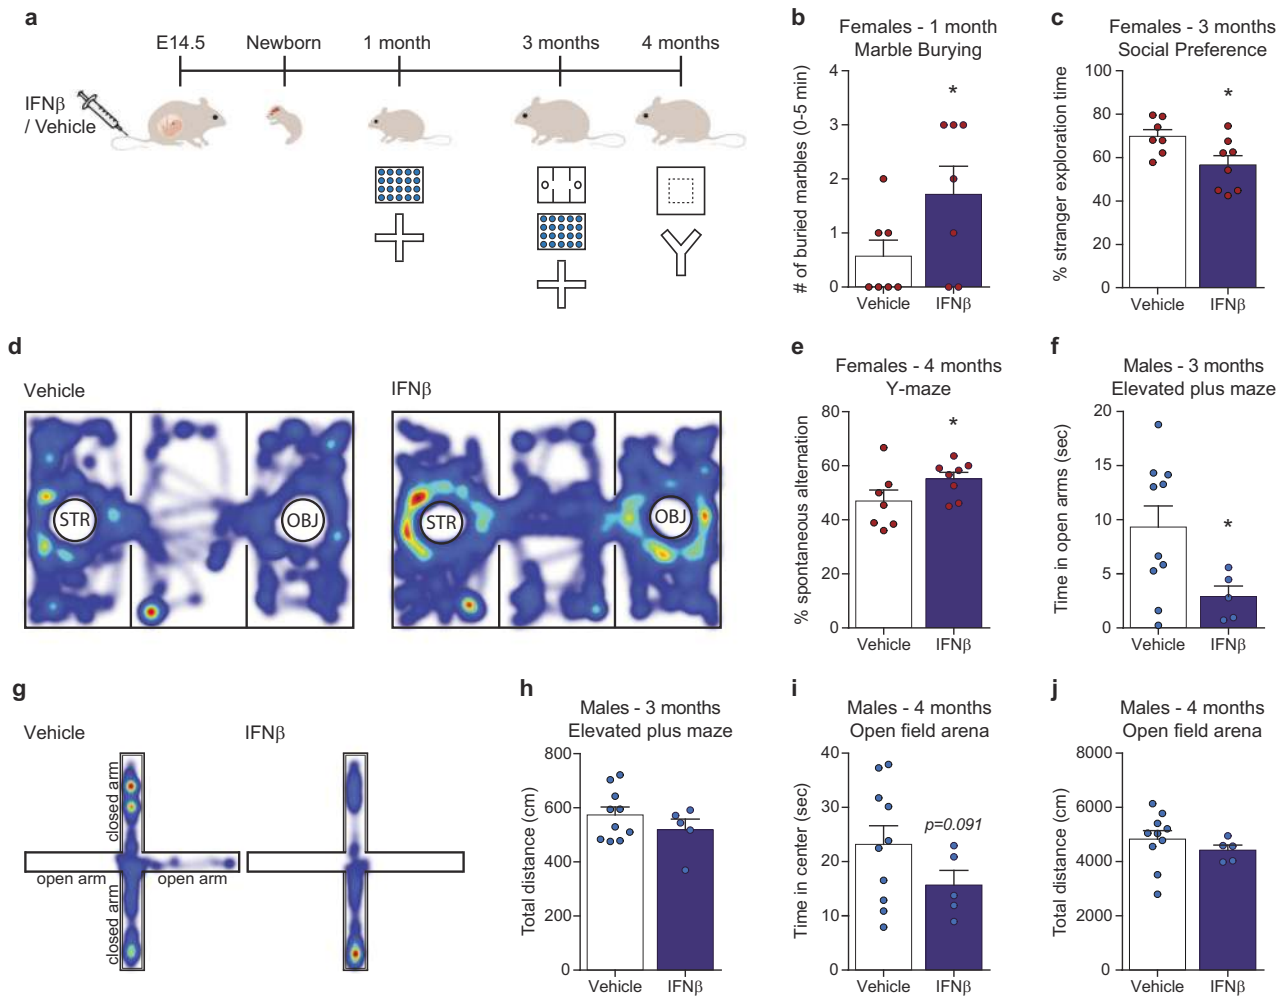 a
E14.5
Newborn
1 month
3 months
4 months
IFNβ
/ Vehicle
b
Females - 1 month
Marble Burying
# of buried marbles (0-5 min)
4
3
2
1
0
*
Vehicle
IFNβ
c
Females - 3 months
Social Preference
% stranger exploration time
100
80
60
40
20
0
*
Vehicle
IFNβ
d
Vehicle
STR
OBJ
IFNβ
STR
OBJ
e
Females - 4 months
Y-maze
% spontaneous alternation
80
60
40
20
0
*
Vehicle
IFNβ
f
Males - 3 months
Elevated plus maze
Time in open arms (sec)
20
15
10
5
0
*
Vehicle
IFNβ
g
Vehicle
closed arm
open arm
open arm
closed arm
IFNβ
h
Males - 3 months
Elevated plus maze
Total distance (cm)
800
600
400
200
0
Vehicle
IFNβ
i
Males - 4 months
Open field arena
Time in center (sec)
40
30
20
10
0
p=0.091
Vehicle
IFNβ
j
Males - 4 months
Open field arena
Total distance (cm)
8000
6000
4000
2000
0
Vehicle
IFNβ